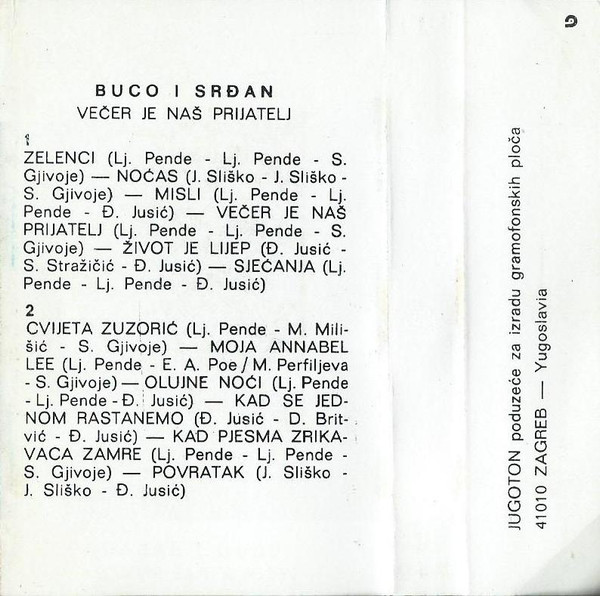 BUCO I SRĐAN
VEČER JE NAŠ PRIJATELJ
1
ZELENCI (Lj. Pende - Lj. Pende - S.
Gjivoje) — NOĆAS (J. Sliško - J. Sliško -
S. Gjivoje) — MISLI (Lj. Pende - Lj.
Pende - Đ. Jusić) — VEČER JE NAŠ
PRIJATELJ (Lj. Pende - Lj. Pende - S.
Gjivoje) — ŽIVOT JE LIJEP (Đ. Jusić -
S. Stražičić - Đ. Jusić) — SJEĆANJA (Lj.
Pende - Lj. Pende - Đ. Jusić)
2
CVIJETA ZUZORIĆ (Lj. Pende - M. Mili-
šić - S. Gjivoje) — MOJA ANNABEL
LEE (Lj. Pende - E. A. Poe / M. Perfiljeva
- S. Gjivoje) — OLUJNE NOĆI (Lj. Pende
- Lj. Pende - Đ. Jusić) — KAD SE JED-
NOM RASTANEMO (Đ. Jusić - D. Brit-
vić - Đ. Jusić) — KAD PJESMA ZRIKA-
VACA ZAMRE (Lj. Pende - Lj. Pende -
S. Gjivoje) — POVRATAK (J. Sliško -
J. Sliško - Đ. Jusić)
JUGOTON poduzeće za izradu gramofonskih ploča
41010 ZAGREB — Yugoslavia